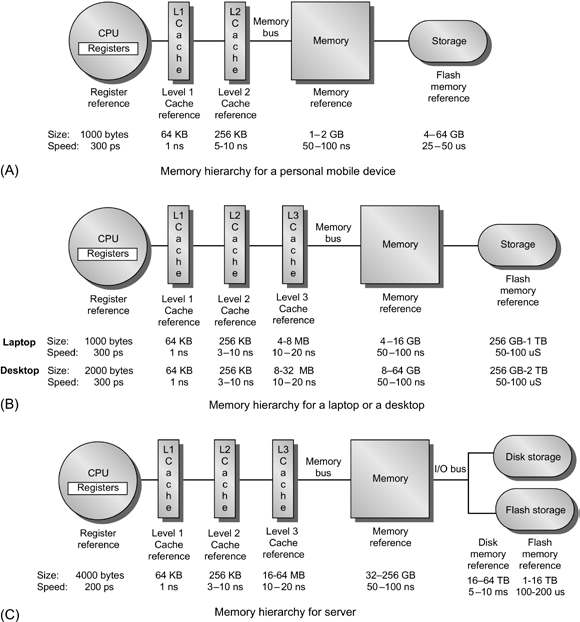 CPU
Registers
L1
Cache
L2
Cache
Memory
bus
Memory
Storage
Register
reference
Level 1
Cache
reference
Level 2
Cache
reference
Memory
reference
Flash
memory
reference
Size: 1000 bytes 64 KB 256 KB 1–2 GB 4–64 GB
Speed: 300 ps 1 ns 5-10 ns 50–100 ns 25–50 us
(A) Memory hierarchy for a personal mobile device
CPU
Registers
L1
Cache
L2
Cache
L3
Cache
Memory
bus
Memory
Storage
Register
reference
Level 1
Cache
reference
Level 2
Cache
reference
Level 3
Cache
reference
Memory
reference
Flash
memory
reference
Laptop Size: 1000 bytes 64 KB 256 KB 4-8 MB 4–16 GB 256 GB-1 TB
Speed: 300 ps 1 ns 3–10 ns 10–20 ns 50–100 ns 50-100 uS
Desktop Size: 2000 bytes 64 KB 256 KB 8-32 MB 8–64 GB 256 GB-2 TB
Speed: 300 ps 1 ns 3–10 ns 10–20 ns 50–100 ns 50-100 uS
(B) Memory hierarchy for a laptop or a desktop
CPU
Registers
L1
Cache
L2
Cache
L3
Cache
Memory
bus
Memory
I/O bus
Disk storage
Flash storage
Register
reference
Level 1
Cache
reference
Level 2
Cache
reference
Level 3
Cache
reference
Memory
reference
Disk
memory
reference
Flash
memory
reference
Size: 4000 bytes 64 KB 256 KB 16-64 MB 32–256 GB 16–64 TB 1-16 TB
Speed: 200 ps 1 ns 3–10 ns 10–20 ns 50–100 ns 5–10 ms 100-200 us
(C) Memory hierarchy for server